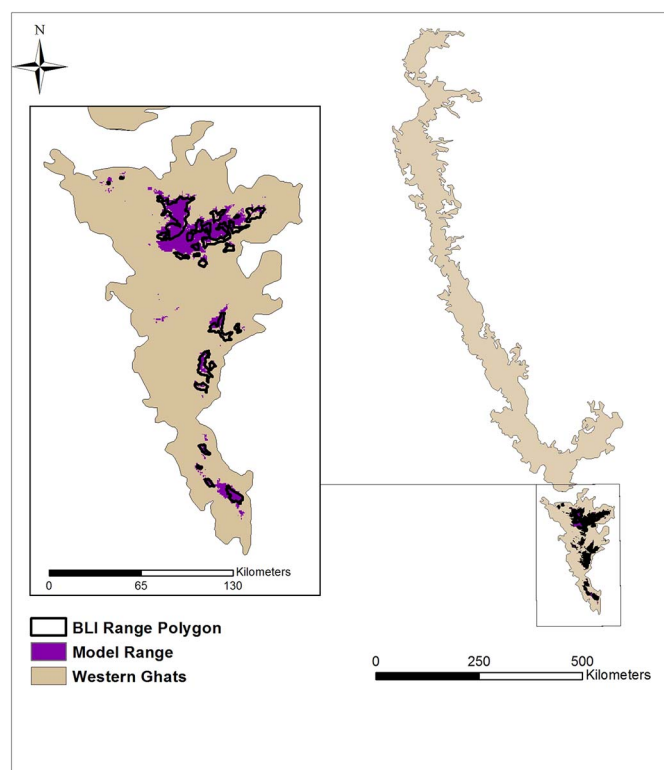 N
Kilometers
0 65 130
BLI Range Polygon
Model Range
Western Ghats
0 250 500
Kilometers